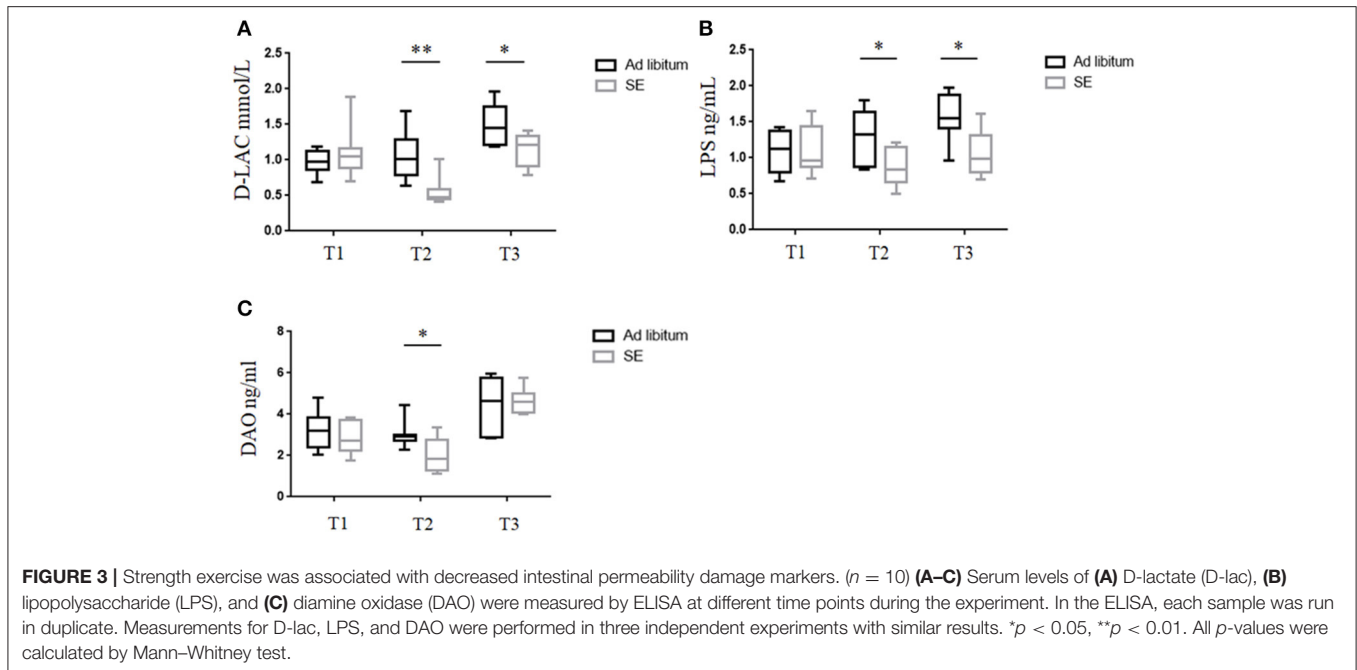 A
**
*
2.5
2.0
1.5
1.0
0.5
0.0
D-LAC mmol/L
T1
T2
T3
Ad libitum
SE
B
*
*
2.5
2.0
1.5
1.0
0.5
0.0
LPS ng/mL
T1
T2
T3
Ad libitum
SE
C
*
8
6
4
2
0
DAO ng/ml
T1
T2
T3
Ad libitum
SE
FIGURE 3 | Strength exercise was associated with decreased intestinal permeability damage markers. (n = 10) (A–C) Serum levels of (A) D-lactate (D-lac), (B)
lipopolysaccharide (LPS), and (C) diamine oxidase (DAO) were measured by ELISA at different time points during the experiment. In the ELISA, each sample was run
in duplicate. Measurements for D-lac, LPS, and DAO were performed in three independent experiments with similar results. *p < 0.05, **p < 0.01. All p-values were
calculated by Mann–Whitney test.